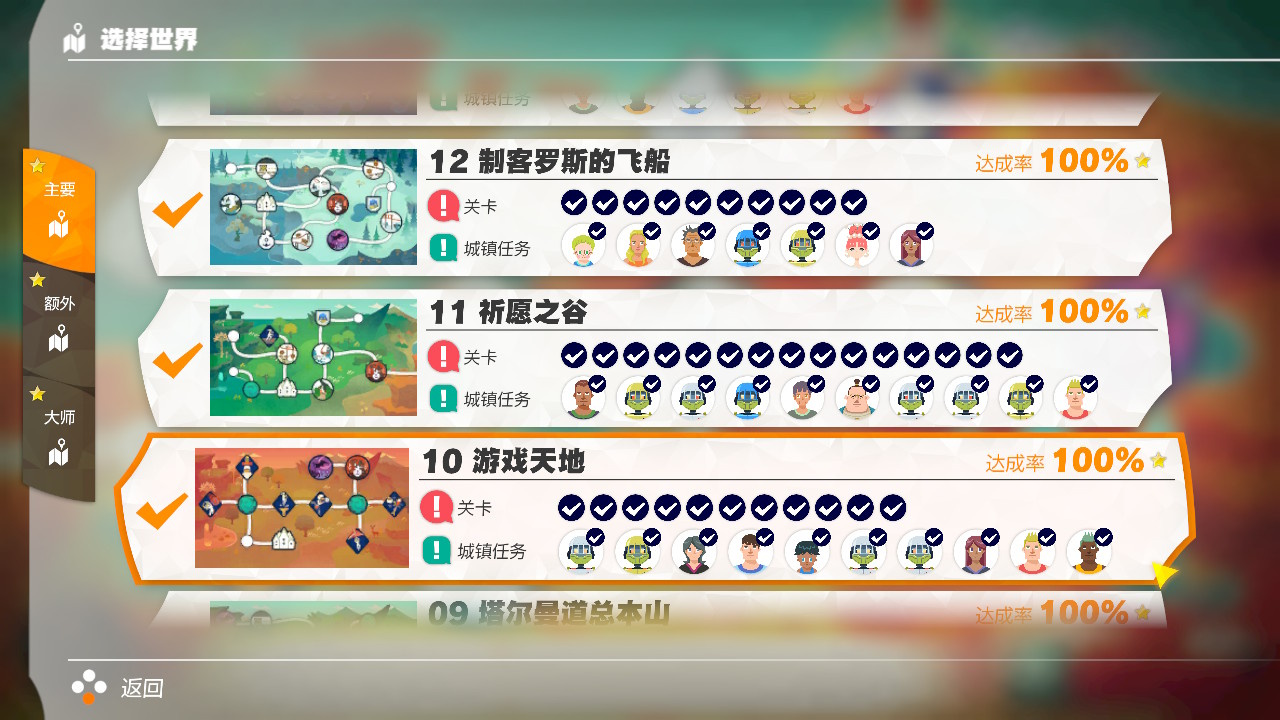 选择世界
主要
额外
大师
城镇任务
12 制客罗斯的飞船
达成率 100%
关卡
城镇任务
11 祈愿之谷
达成率 100%
关卡
城镇任务
10 游戏天地
达成率 100%
关卡
城镇任务
09 塔尔曼道总本山
达成率 100%
返回